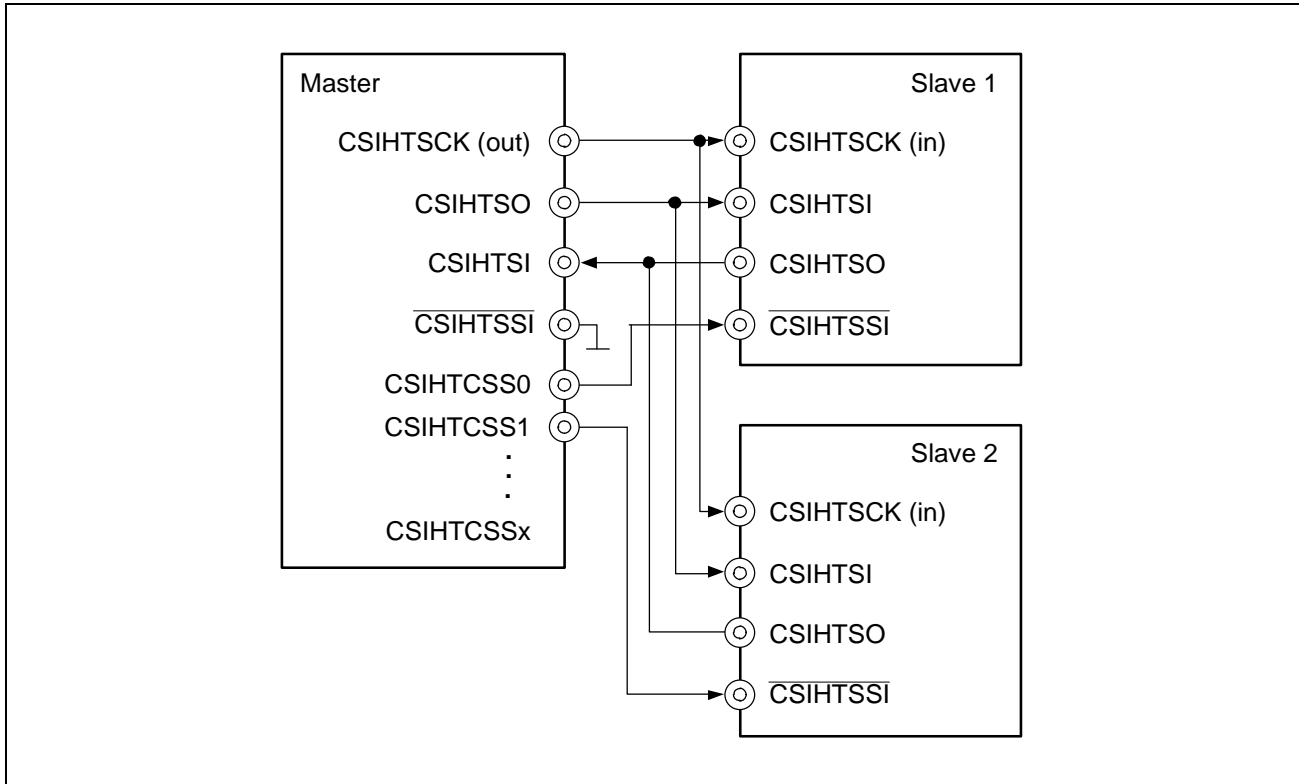 Master
CSIHTSCK (out)
CSIHTSO
CSIHTSI
CSIHTSSI
CSIHTCSS0
CSIHTCSS1
.
.
.
CSIHTCSSx
Slave 1
CSIHTSCK (in)
CSIHTSI
CSIHTSO
CSIHTSSI
Slave 2
CSIHTSCK (in)
CSIHTSI
CSIHTSO
CSIHTSSI